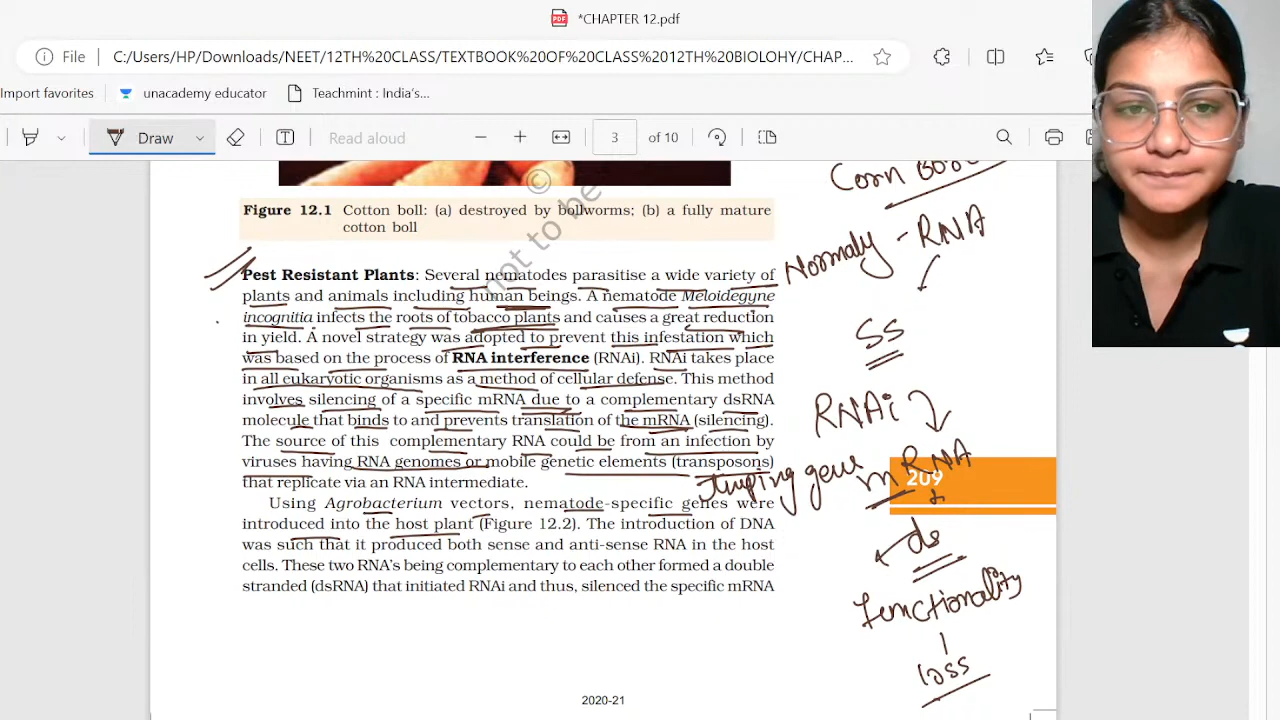 *CHAPTER 12.pdf
File C:/Users/HP/Downloads/NEET/12TH%20CLASS/TEXTBOOK%20OF%20CLASS%2012TH%20BIOLOHY/CHAP...
Import favorites unacademy educator Teachmint : India's...
Draw Read aloud 3 of 10
Corn
© not to be
Figure 12.1 Cotton boll: (a) destroyed by bollworms; (b) a fully mature
cotton boll
Normaly - RNA
SS
RNAi
mRNA
Jumping gene
ds
functionality
loss
Pest Resistant Plants: Several nematodes parasitise a wide variety of
plants and animals including human beings. A nematode Meloidegyne
incognitia infects the roots of tobacco plants and causes a great reduction
in yield. A novel strategy was adopted to prevent this infestation which
was based on the process of RNA interference (RNAi). RNAi takes place
in all eukaryotic organisms as a method of cellular defense. This method
involves silencing of a specific mRNA due to a complementary dsRNA
molecule that binds to and prevents translation of the mRNA (silencing).
The source of this complementary RNA could be from an infection by
viruses having RNA genomes or mobile genetic elements (transposons)
that replicate via an RNA intermediate.
Using Agrobacterium vectors, nematode-specific genes were
introduced into the host plant (Figure 12.2). The introduction of DNA
was such that it produced both sense and anti-sense RNA in the host
cells. These two RNA's being complementary to each other formed a double
stranded (dsRNA) that initiated RNAi and thus, silenced the specific mRNA
209
2020-21